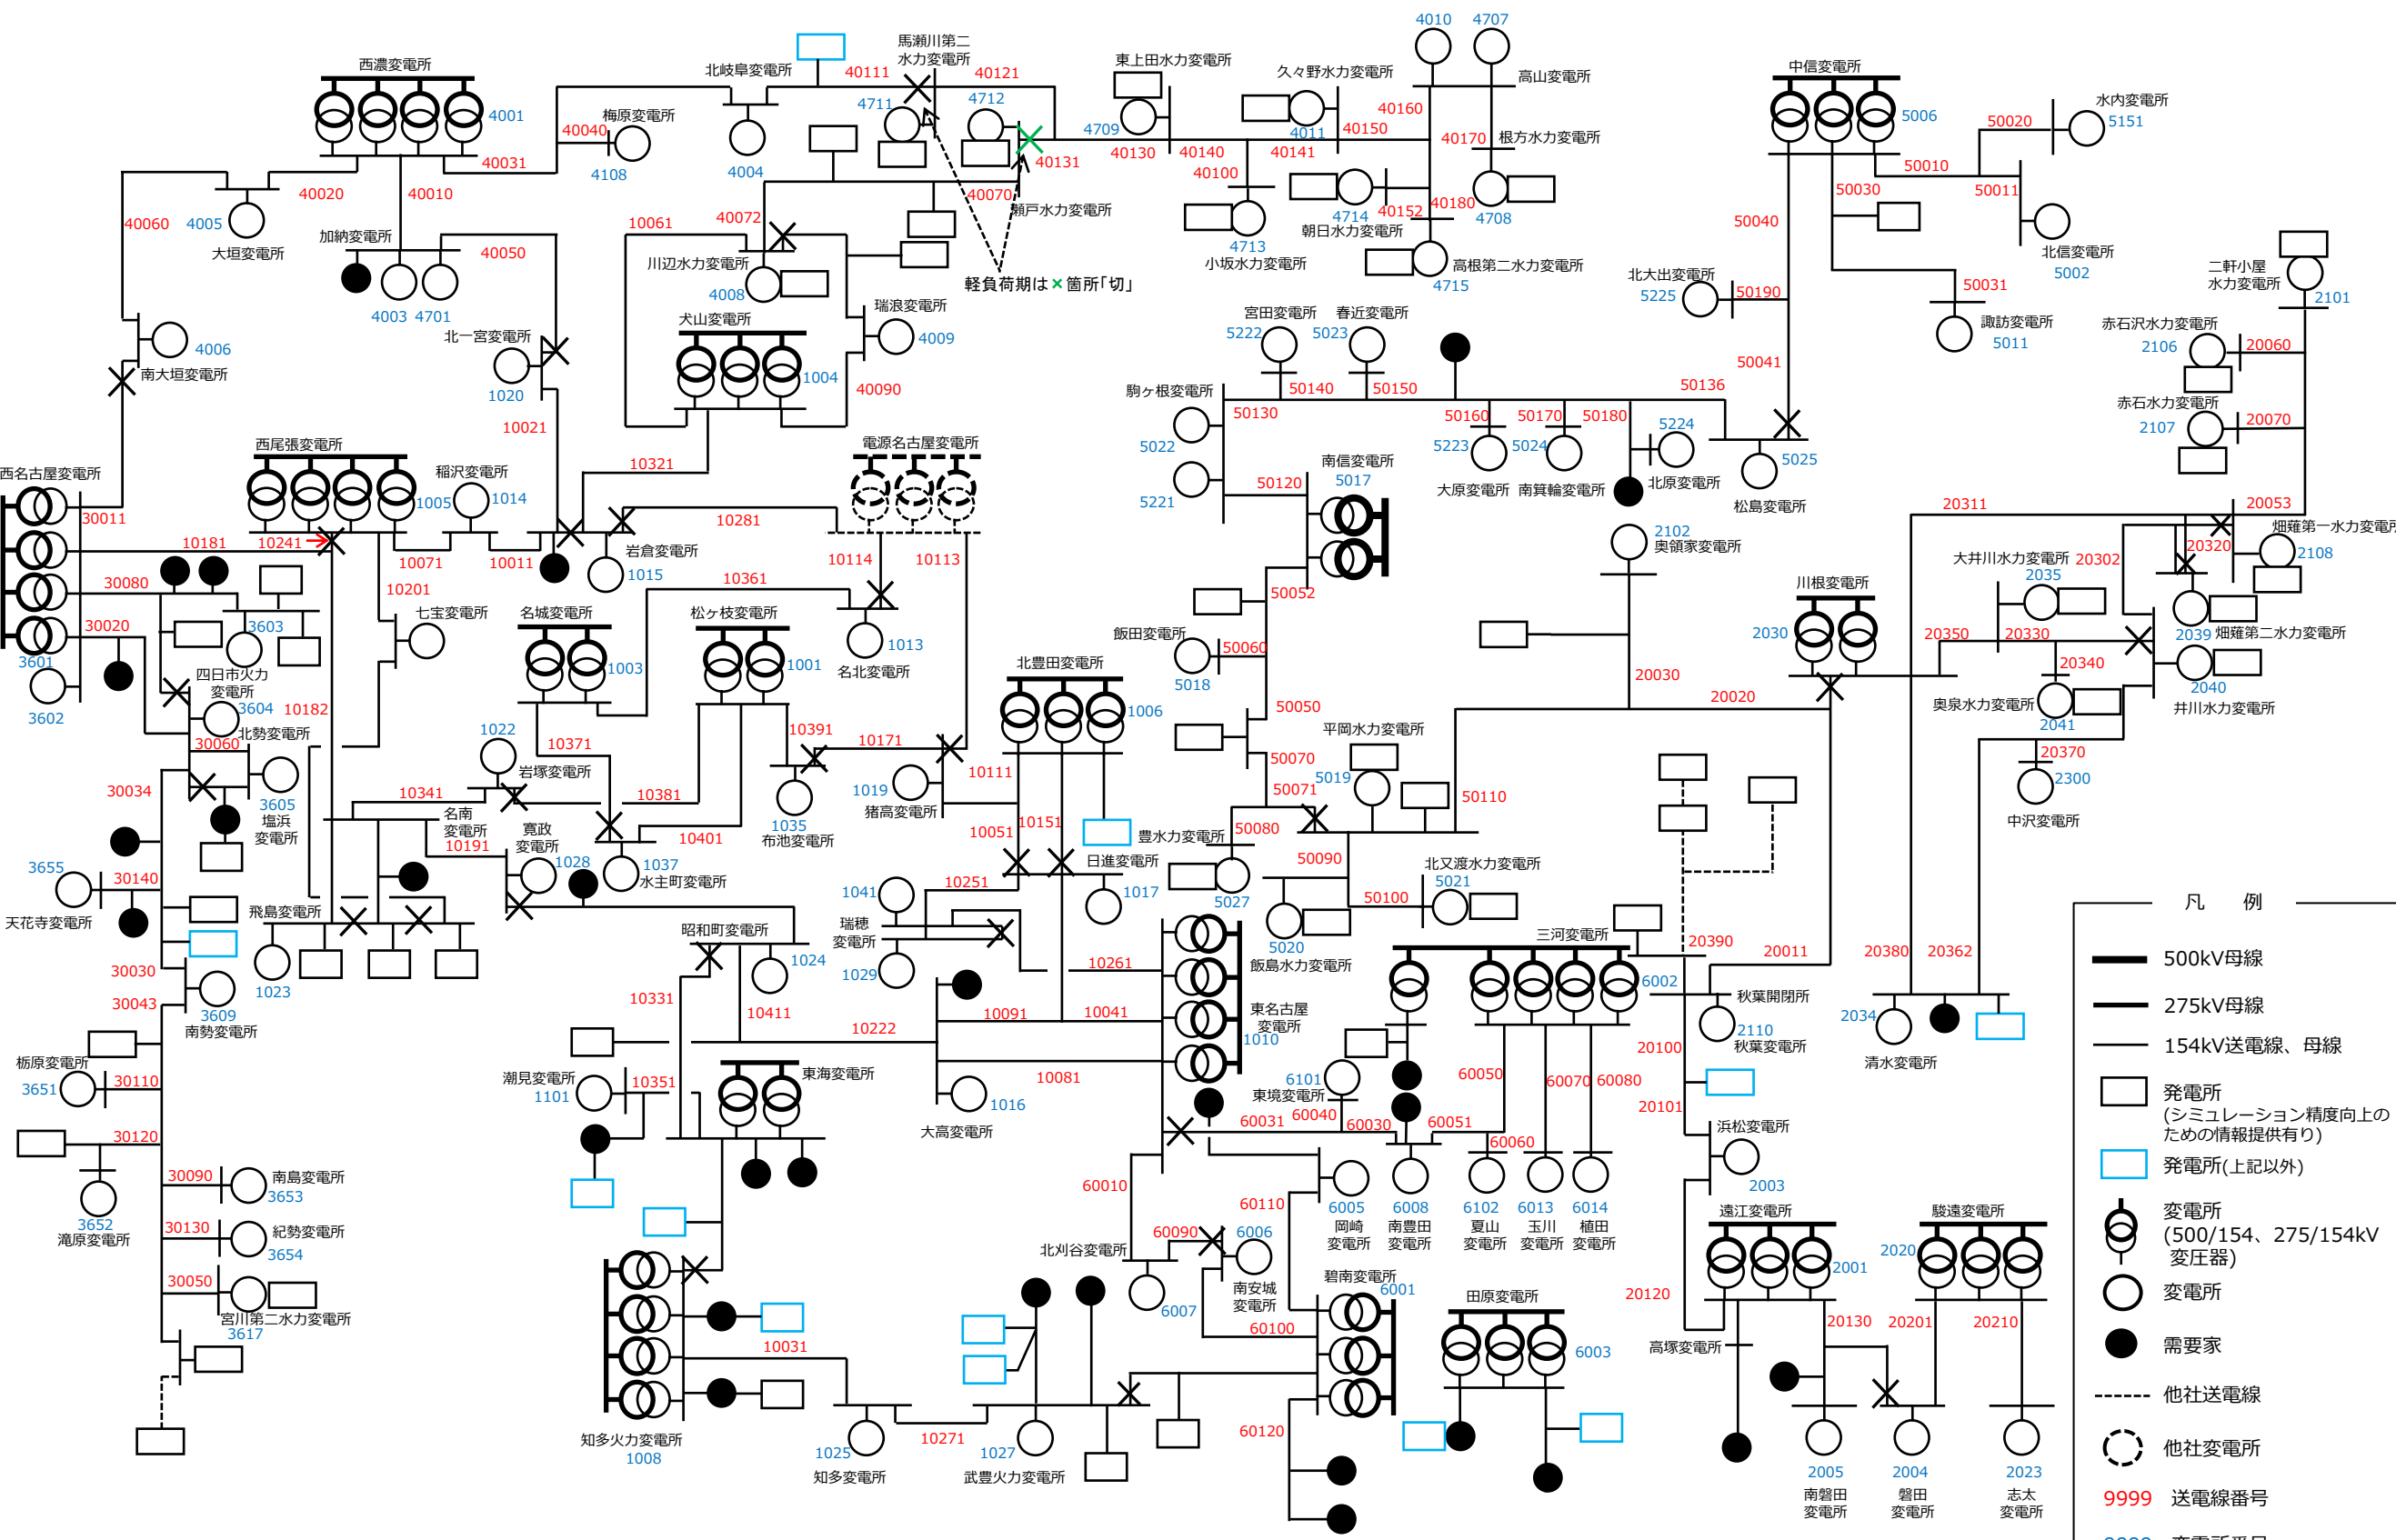 西濃変電所
4001
北岐阜変電所
4004
40111
馬瀬川第二
水力変電所
4711
40121
4712
梅原変電所
40040
4108
40031
40020
40010
40060
4005
大垣変電所
加納変電所
4003
4701
40050
4006
南大垣変電所
北一宮変電所
1020
10021
10061
40072
川辺水力変電所
4008
40070
瀬戸水力変電所
40131
軽負荷期は×箇所「切」
瑞浪変電所
4009
40090
犬山変電所
1004
10321
東上田水力変電所
4709
40130
40140
久々野水力変電所
4011
40141
40150
40160
4010
4707
高山変電所
40170
根方水力変電所
4708
40100
4713
小坂水力変電所
4714
朝日水力変電所
40152
40180
高根第二水力変電所
4715
中信変電所
5006
50020
水内変電所
5151
50010
50011
50030
50040
北信変電所
5002
50031
諏訪変電所
5011
北大出変電所
5225
50190
50041
二軒小屋
水力変電所
2101
赤石沢水力変電所
2106
20060
赤石水力変電所
2107
20070
宮田変電所
5222
春近変電所
5023
駒ヶ根変電所
5022
5221
50130
50140
50150
50136
50160
5223
大原変電所
50170
5024
南箕輪変電所
50180
5224
北原変電所
5025
松島変電所
50120
南信変電所
5017
西名古屋変電所
30011
3601
3602
西尾張変電所
1005
稲沢変電所
1014
10181
10241
10071
10011
10201
岩倉変電所
1015
10281
電源名古屋変電所
10114
10113
30080
30020
3603
四日市火力
変電所
3604
北勢変電所
30060
3605
塩浜
変電所
30034
10182
七宝変電所
名城変電所
1003
10361
松ヶ枝変電所
1001
1013
名北変電所
10371
10391
10171
1022
岩塚変電所
10341
10381
10401
名南
変電所
10191
寛政
変電所
1028
1037
水主町変電所
1035
布池変電所
1019
猪高変電所
10111
北豊田変電所
1006
10051
10151
日進変電所
1017
10251
1041
瑞穂
変電所
1029
10261
50052
飯田変電所
5018
50060
50050
50070
50071
50080
豊水力変電所
5027
平岡水力変電所
5019
50110
50090
50100
北又渡水力変電所
5021
5020
飯島水力変電所
2102
奥領家変電所
20030
20020
川根変電所
2030
20311
20053
畑薙第一水力変電所
2108
20302
20320
大井川水力変電所
2035
2039
畑薙第二水力変電所
20350
20330
20340
奥泉水力変電所
2041
2040
井川水力変電所
20370
2300
中沢変電所
20380
20362
2034
清水変電所
3655
天花寺変電所
30140
飛島変電所
1023
30030
30043
3609
南勢変電所
栃原変電所
3651
30110
30120
3652
滝原変電所
30090
南島変電所
3653
30130
紀勢変電所
3654
30050
宮川第二水力変電所
3617
昭和町変電所
1024
10331
10411
10222
潮見変電所
1101
10351
東海変電所
10091
10041
10081
1016
大高変電所
東名古屋
変電所
1010
三河変電所
6002
6101
東境変電所
60031
60040
60030
60050
60051
60060
60070
60080
60010
60110
6005
岡崎
変電所
6008
南豊田
変電所
6102
夏山
変電所
6013
玉川
変電所
6014
植田
変電所
20390
20011
秋葉開閉所
2110
秋葉変電所
20100
20101
浜松変電所
2003
20120
遠江変電所
2001
駿遠変電所
2020
高塚変電所
20130
20201
20210
2005
南磐田
変電所
2004
磐田
変電所
2023
志太
変電所
北刈谷変電所
6007
60090
6006
南安城
変電所
60100
碧南変電所
6001
60120
田原変電所
6003
知多火力変電所
1008
10031
1025
知多変電所
10271
1027
武豊火力変電所
凡 例
500kV母線
275kV母線
154kV送電線、母線
発電所
(シミュレーション精度向上の
ための情報提供有り)
発電所(上記以外)
変電所
(500/154、275/154kV
変圧器)
変電所
需要家
他社送電線
他社変電所
9999 送電線番号